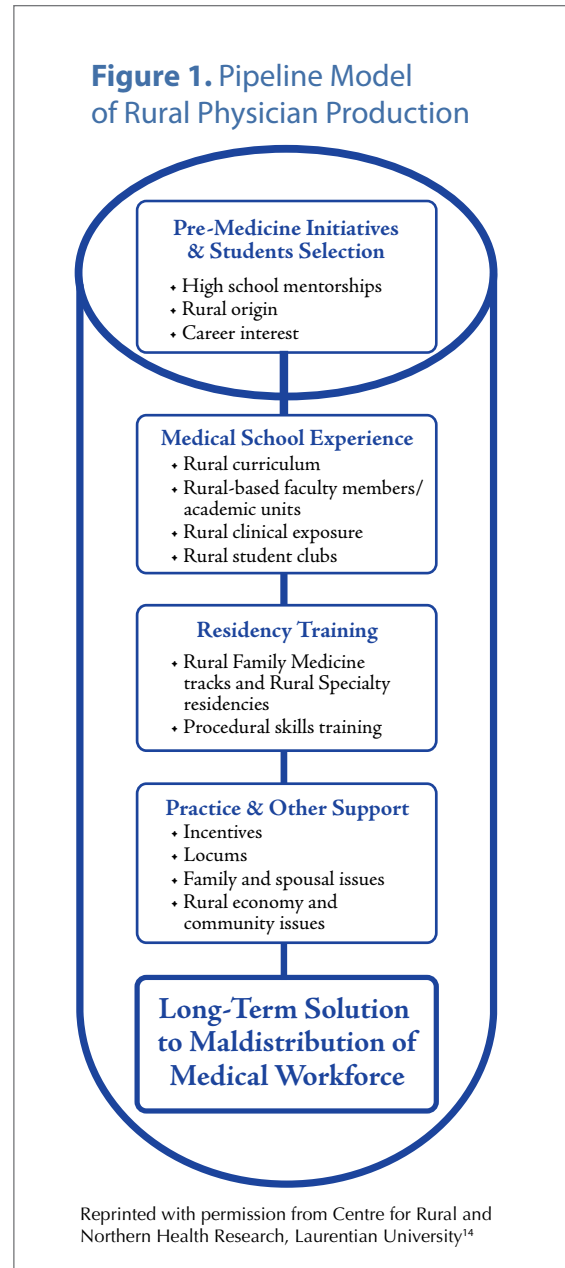 Figure 1. Pipeline Model
of Rural Physician Production
Pre-Medicine Initiatives
& Students Selection
✦ High school mentorships
✦ Rural origin
✦ Career interest
Medical School Experience
✦ Rural curriculum
✦ Rural-based faculty members/
academic units
✦ Rural clinical exposure
✦ Rural student clubs
Residency Training
✦ Rural Family Medicine
tracks and Rural Specialty
residencies
✦ Procedural skills training
Practice & Other Support
✦ Incentives
✦ Locums
✦ Family and spousal issues
✦ Rural economy and
community issues
Long-Term Solution
to Maldistribution of
Medical Workforce
Reprinted with permission from Centre for Rural and
Northern Health Research, Laurentian University¹⁴